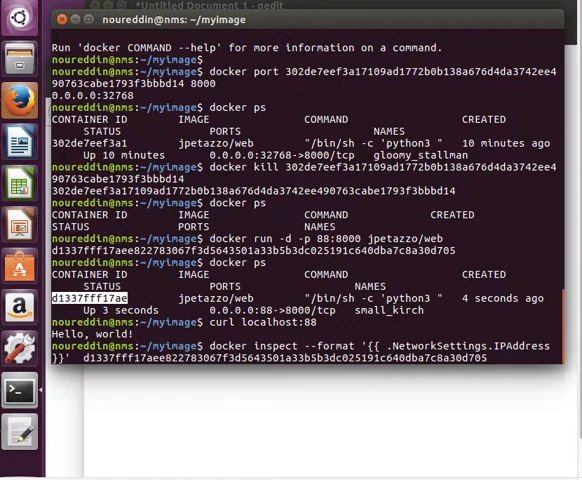 *Untitled Document 1 - gedit
noureddin@nms: ~/myimage
Run 'docker COMMAND --help' for more information on a command.
noureddin@nms:~/myimage$
noureddin@nms:~/myimage$ docker port 302de7eef3a17109ad1772b0b138a676d4da3742ee4
90763cabe1793f3bbbd14 8000
0.0.0.0:32768
noureddin@nms:~/myimage$ docker ps
CONTAINER ID IMAGE COMMAND CREATED
STATUS PORTS NAMES
302de7eef3a1 jpetazzo/web "/bin/sh -c 'python3 " 10 minutes ago
Up 10 minutes 0.0.0.0:32768->8000/tcp gloomy_stallman
noureddin@nms:~/myimage$ docker kill 302de7eef3a17109ad1772b0b138a676d4da3742ee4
90763cabe1793f3bbbd14
302de7eef3a17109ad1772b0b138a676d4da3742ee490763cabe1793f3bbbd14
noureddin@nms:~/myimage$ docker ps
CONTAINER ID IMAGE COMMAND CREATED
STATUS PORTS NAMES
noureddin@nms:~/myimage$ docker run -d -p 88:8000 jpetazzo/web
d1337fff17aee822783067f3d5643501a33b5b3dc025191c640dba7c8a30d705
noureddin@nms:~/myimage$ docker ps
CONTAINER ID IMAGE COMMAND CREATED
STATUS PORTS NAMES
d1337fff17ae jpetazzo/web "/bin/sh -c 'python3 " 4 seconds ago
Up 3 seconds 0.0.0.0:88->8000/tcp small_kirch
noureddin@nms:~/myimage$ curl localhost:88
Hello, world!
noureddin@nms:~/myimage$ docker inspect --format '{{ .NetworkSettings.IPAddress
}}' d1337fff17aee822783067f3d5643501a33b5b3dc025191c640dba7c8a30d705